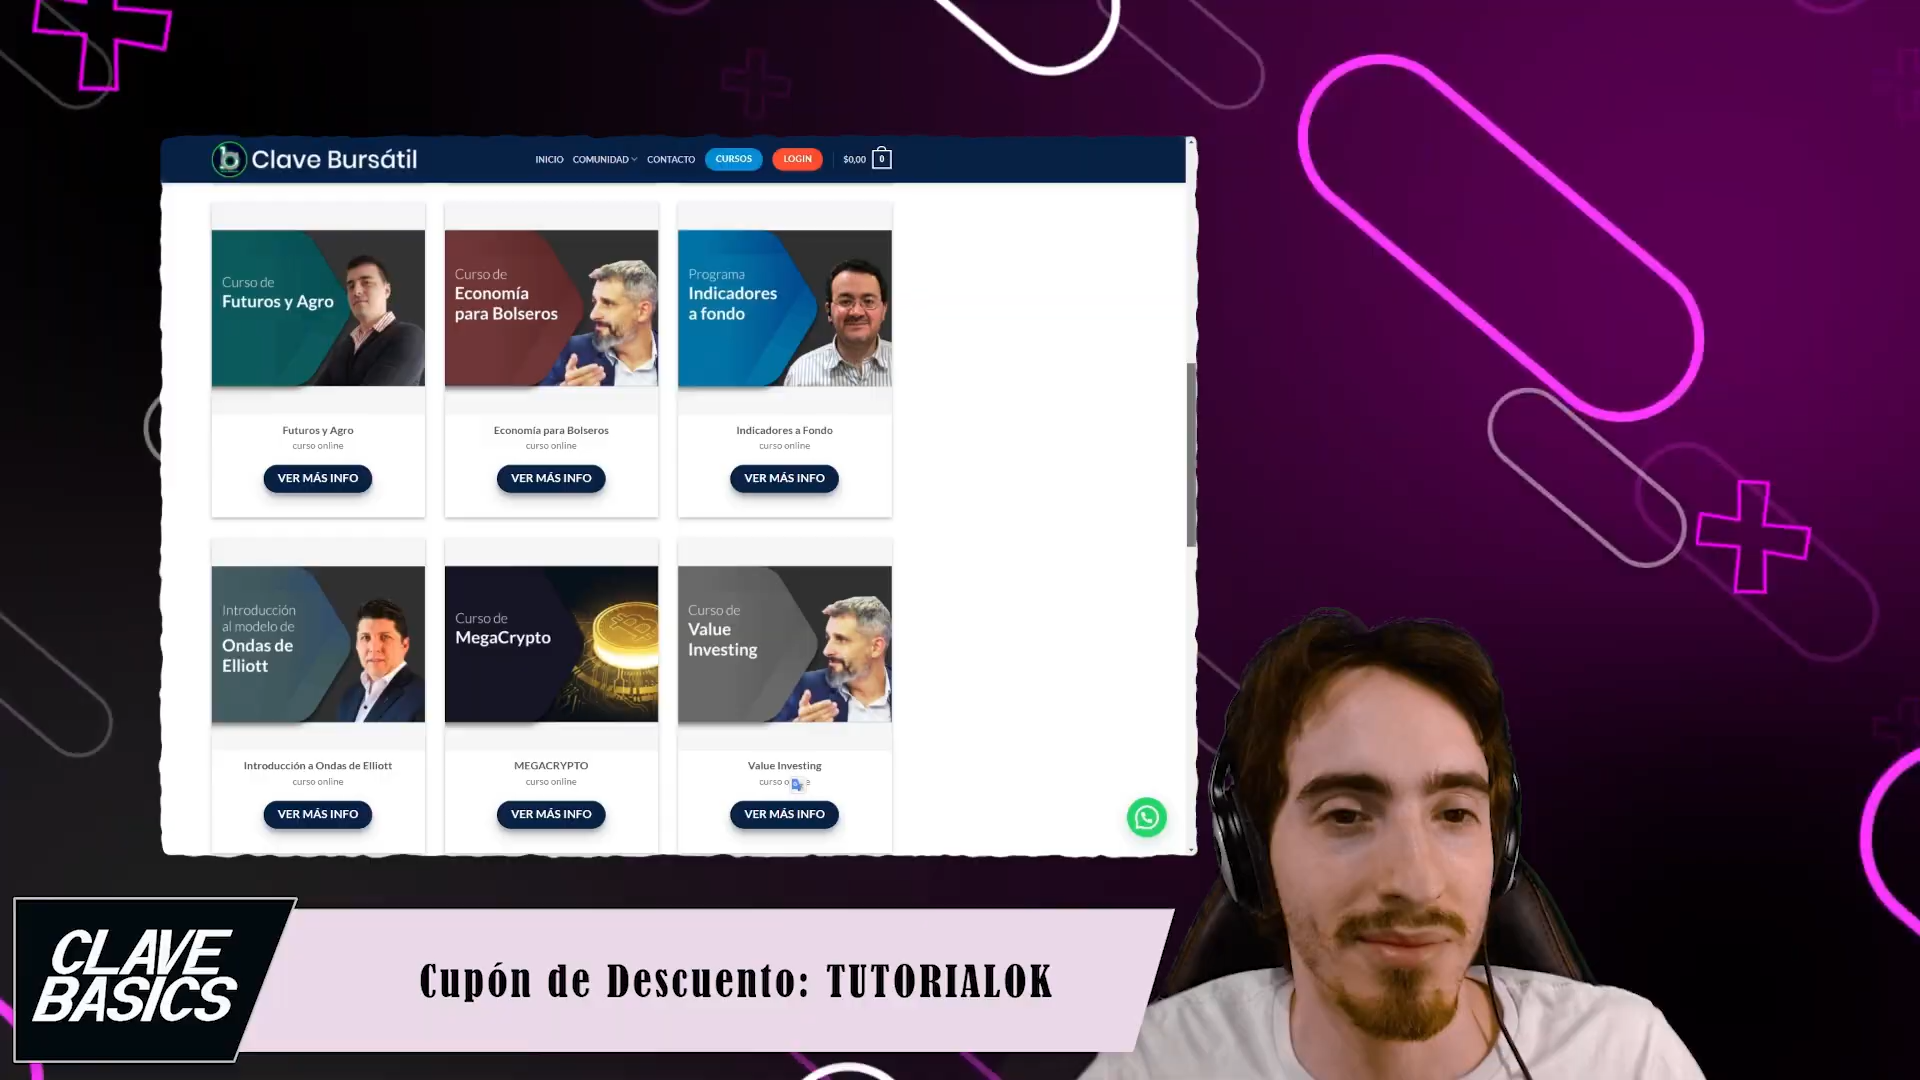 Clave Bursátil
INICIO COMUNIDAD CONTACTO CURSOS LOGIN $0,00 0
Curso de
Futuros y Agro
Curso de
Economía
para Bolseros
Programa
Indicadores
a fondo
Futuros y Agro
curso online
VER MÁS INFO
Economía para Bolseros
curso online
VER MÁS INFO
Indicadores a Fondo
curso online
VER MÁS INFO
Introducción
al modelo de
Ondas de
Elliott
Curso de
MegaCrypto
Curso de
Value
Investing
Introducción a Ondas de Elliott
curso online
VER MÁS INFO
MEGACRYPTO
curso online
VER MÁS INFO
Value Investing
curso
VER MÁS INFO
CLAVE
BASICS
Cupón de Descuento: TUTORIALOK